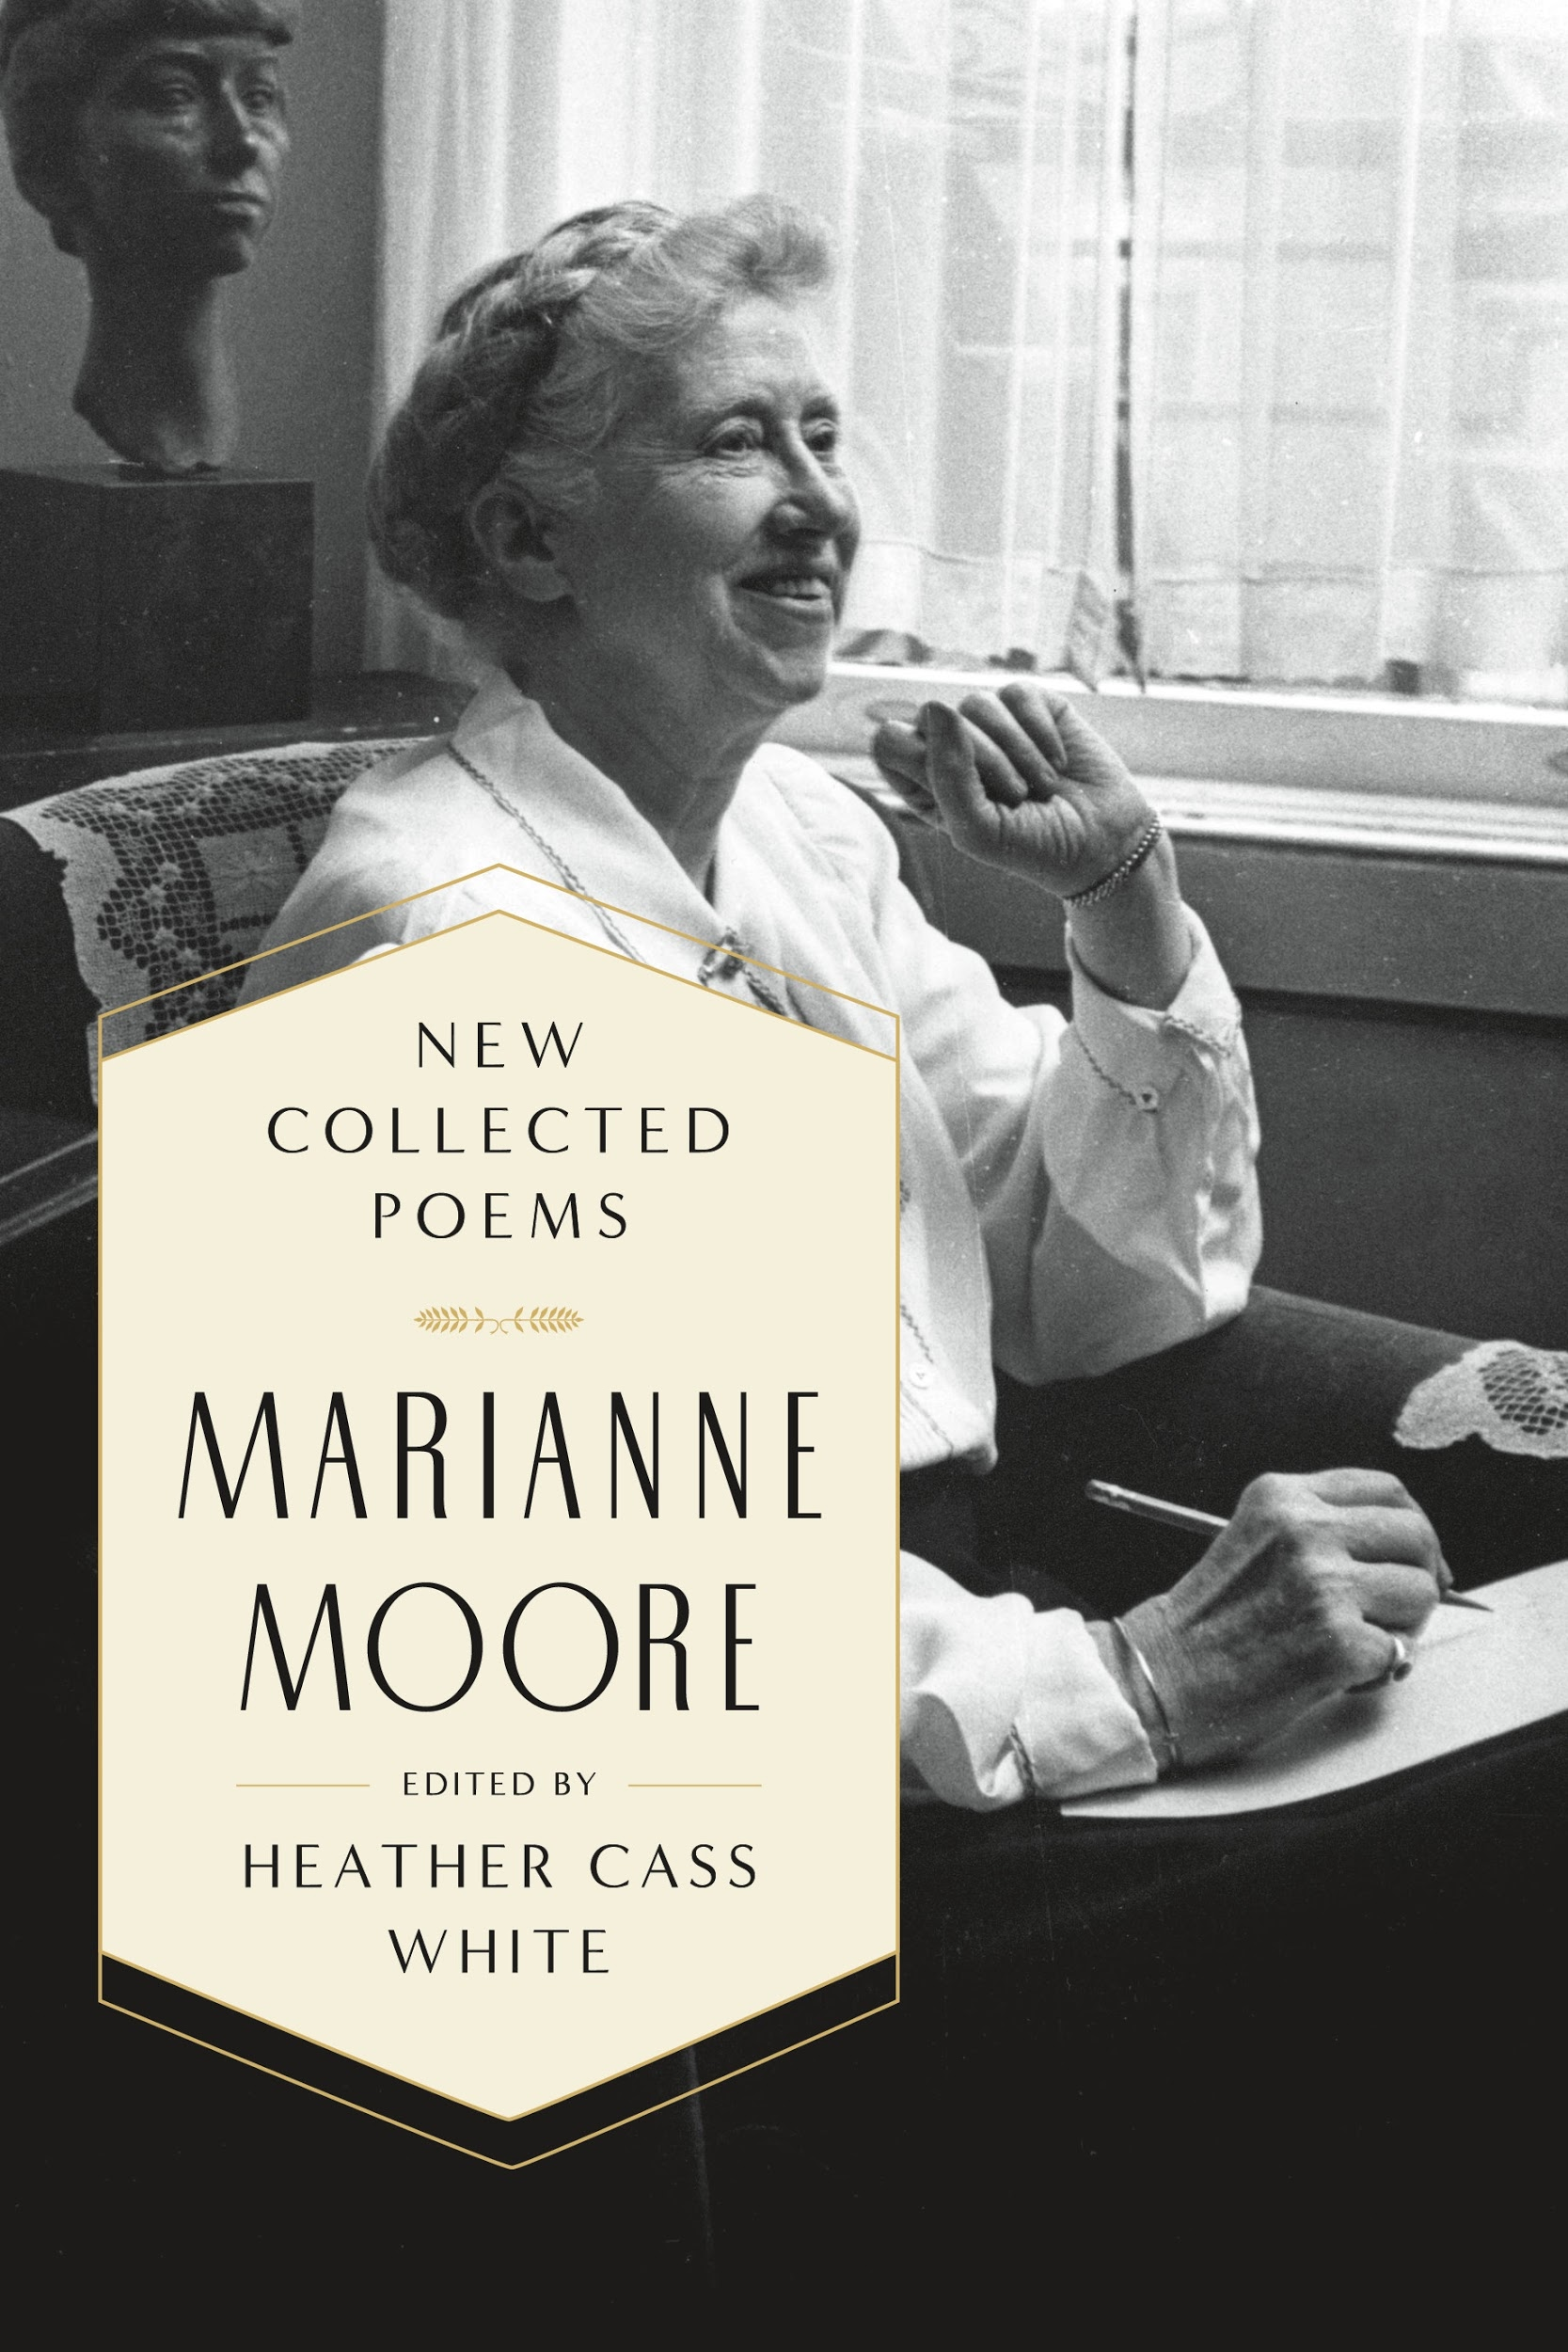 NEW
COLLECTED
POEMS
MARIANNE
MOORE
EDITED BY
HEATHER CASS
WHITE